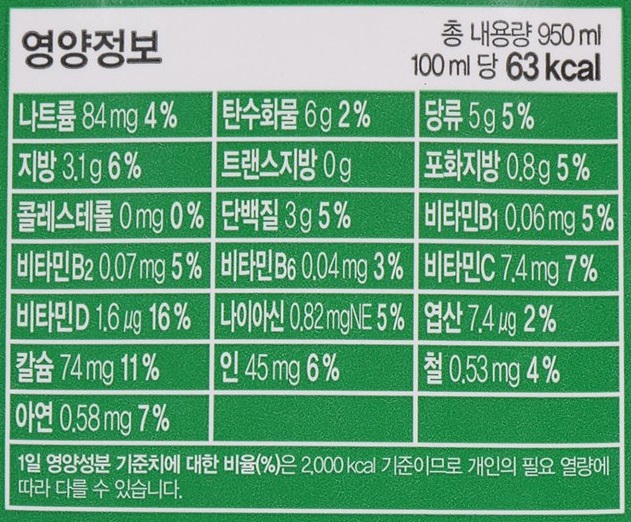 영양정보
총 내용량 950 ml
100 ml 당 63 kcal
나트륨 84 mg 4% 탄수화물 6 g 2% 당류 5 g 5%
지방 3.1 g 6% 트랜스지방 0 g 포화지방 0.8 g 5%
콜레스테롤 0 mg 0% 단백질 3 g 5% 비타민B1 0.06 mg 5%
비타민B2 0.07 mg 5% 비타민B6 0.04 mg 3% 비타민C 7.4 mg 7%
비타민D 1.6 μg 16% 나이아신 0.82 mgNE 5% 엽산 7.4 μg 2%
칼슘 74 mg 11% 인 45 mg 6% 철 0.53 mg 4%
아연 0.58 mg 7%
1일 영양성분 기준치에 대한 비율(%)은 2,000 kcal 기준이므로 개인의 필요 열량에
따라 다를 수 있습니다.